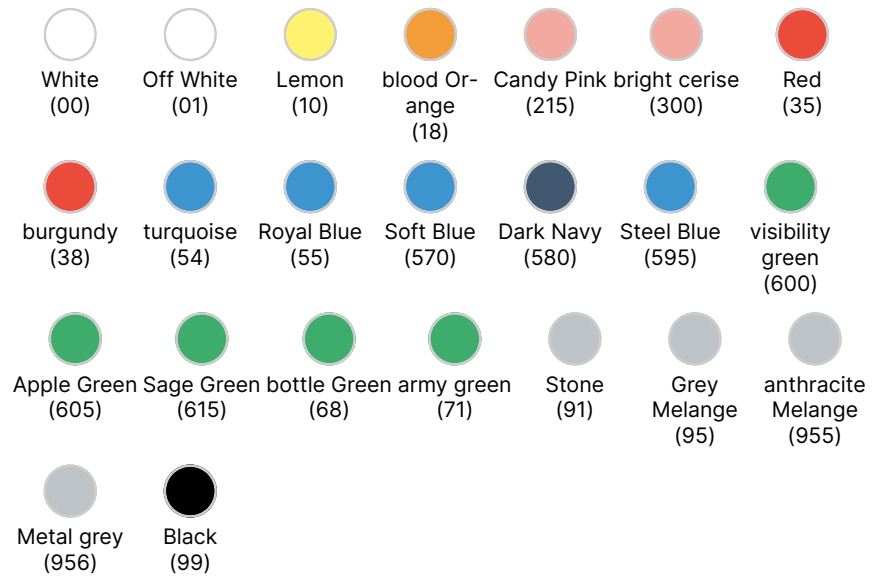 White
(00)
Off White
(01)
Lemon
(10)
blood Or-
ange
(18)
Candy Pink
(215)
bright cerise
(300)
Red
(35)
burgundy
(38)
turquoise
(54)
Royal Blue
(55)
Soft Blue
(570)
Dark Navy
(580)
Steel Blue
(595)
visibility
green
(600)
Apple Green
(605)
Sage Green
(615)
bottle Green
(68)
army green
(71)
Stone
(91)
Grey
Melange
(95)
anthracite
Melange
(955)
Metal grey
(956)
Black
(99)